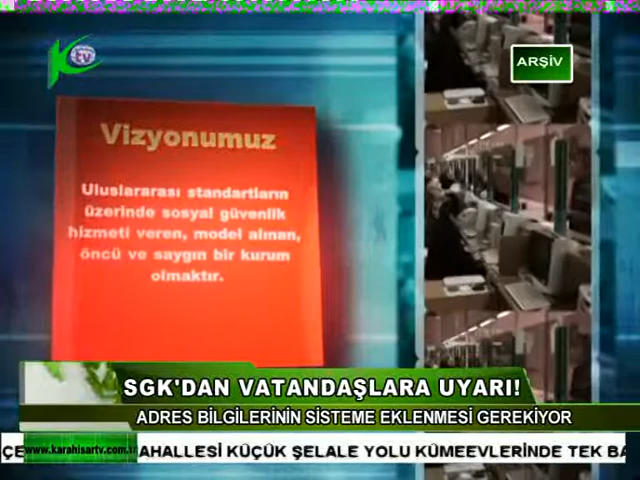 K tv
ARŞİV
Vizyonumuz
Uluslararası standartların
üzerinde sosyal güvenlik
hizmeti veren, model alınan,
öncü ve saygın bir kurum
olmaktır.
SGK'DAN VATANDAŞLARA UYARI!
ADRES BİLGİLERİNİN SİSTEME EKLENMESİ GEREKİYOR
www.karahisartv.com.tr
AHALLESİ KÜÇÜK ŞELALE YOLU KÜMEEVLERİNDE TEK BA